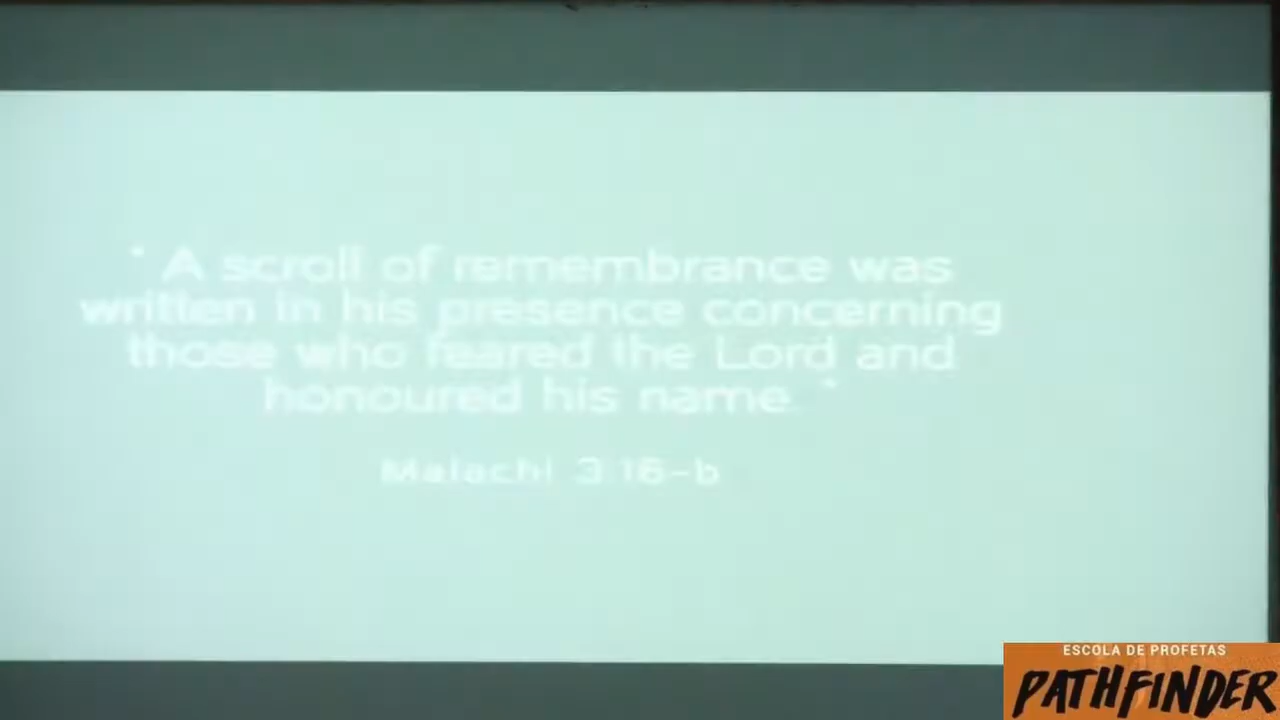 " A scroll of remembrance was
written in his presence concerning
those who feared the Lord and
honoured his name. "
Malachi 3:16-b
ESCOLA DE PROFETAS
PATHFINDER